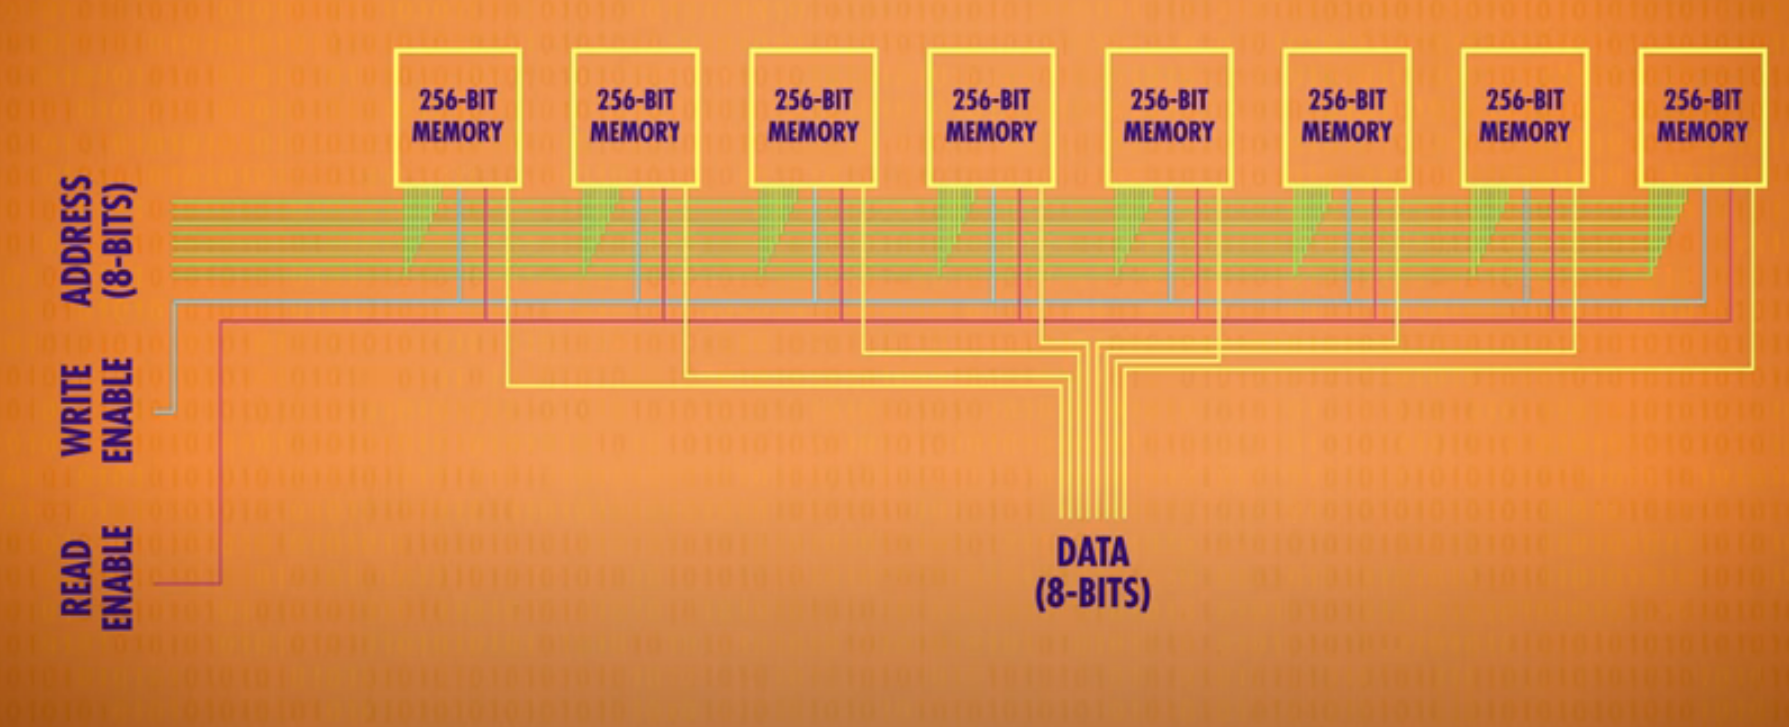 256-BIT
MEMORY
256-BIT
MEMORY
256-BIT
MEMORY
256-BIT
MEMORY
256-BIT
MEMORY
256-BIT
MEMORY
256-BIT
MEMORY
256-BIT
MEMORY
ADDRESS
(8-BITS)
WRITE
ENABLE
READ
ENABLE
DATA
(8-BITS)